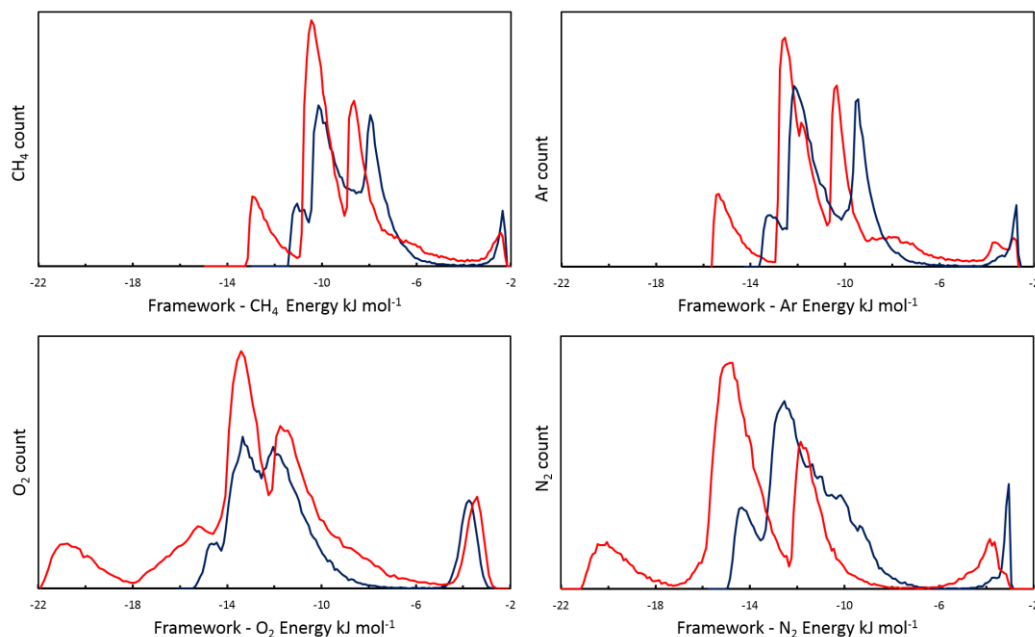 CH₄ count
-22 -18 -14 -10 -6 -2
Framework - CH₄ Energy kJ mol⁻¹
Ar count
-22 -18 -14 -10 -6 -2
Framework - Ar Energy kJ mol⁻¹
O₂ count
-22 -18 -14 -10 -6 -2
Framework - O₂ Energy kJ mol⁻¹
N₂ count
-22 -18 -14 -10 -6 -2
Framework - N₂ Energy kJ mol⁻¹